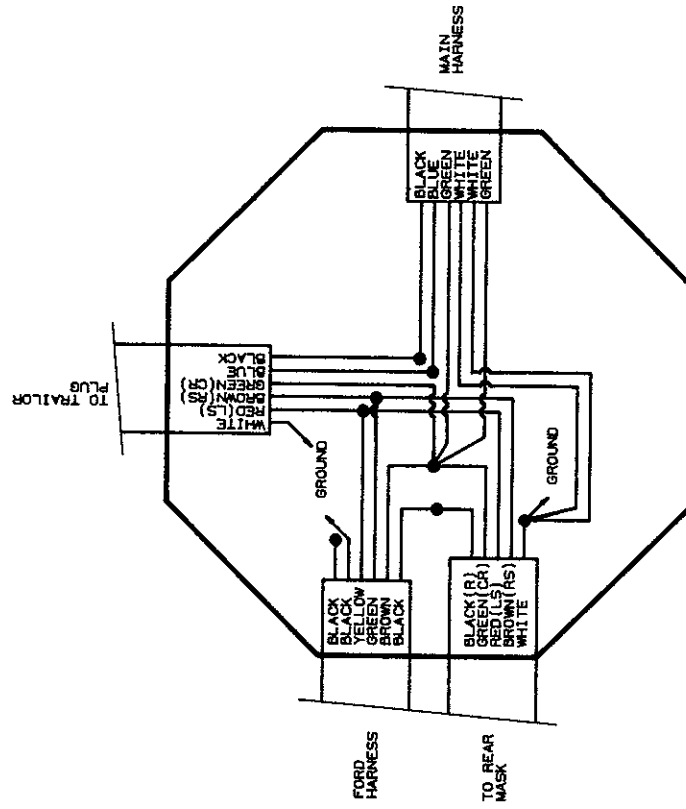 TO TRAILOR
PLUG
BLACK
BLUE
GREEN(CR)
BROWN(RS)
RED(LS)
WHITE
GROUND
MAIN
HARNESS
BLACK
BLUE
GREEN
WHITE
WHITE
GREEN
FORD
HARNESS
BLACK
BLACK
YELLOW
GREEN
BROWN
BLACK
TO REAR
MASK
BLACK(R)
GREEN(CR)
RED(LS)
BROWN(RS)
WHITE
GROUND